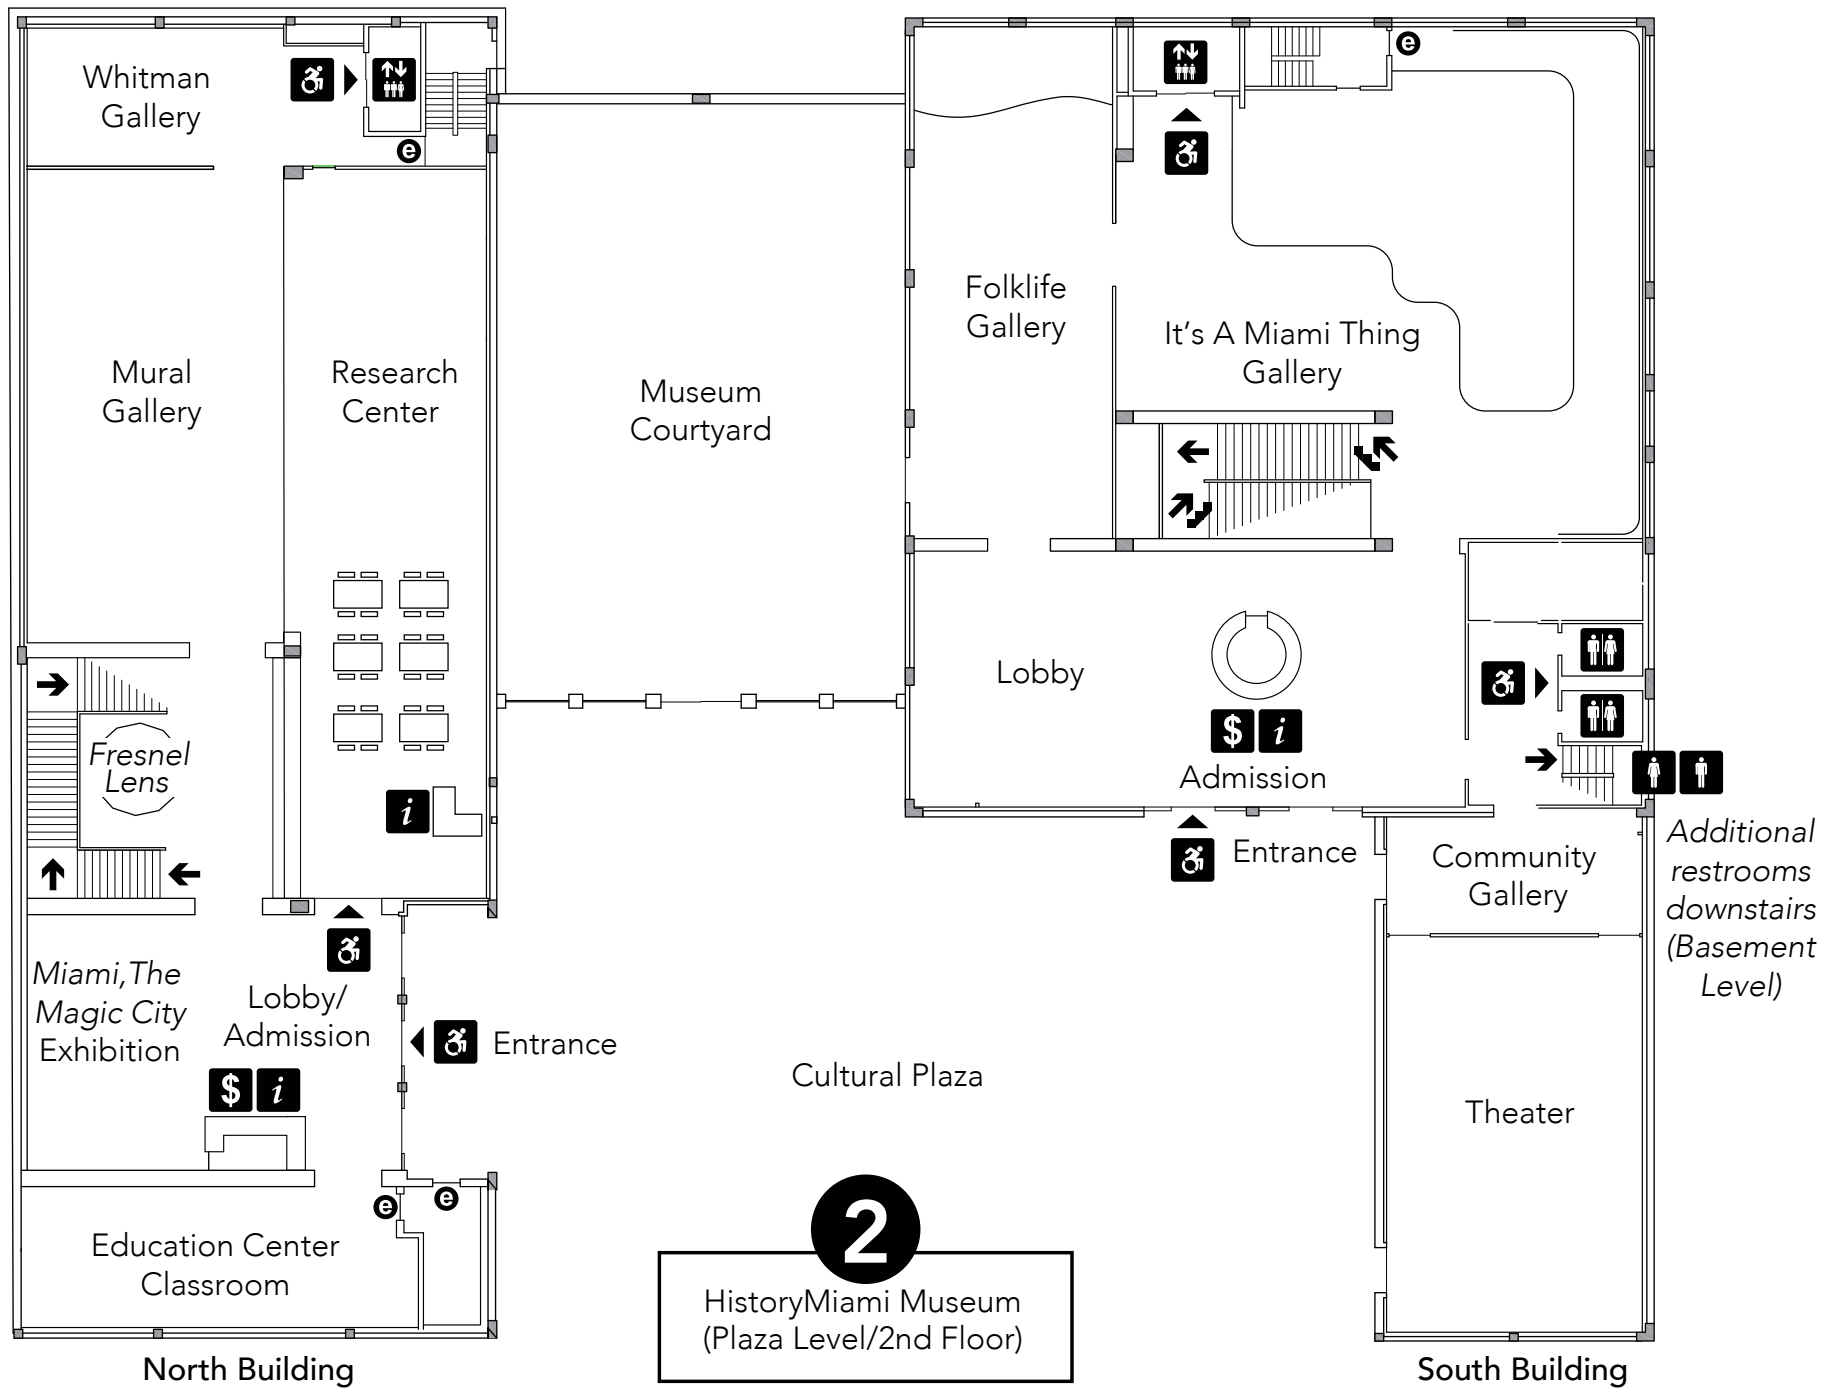 Whitman
Gallery
e
e
Mural
Gallery
Research
Center
Museum
Courtyard
Folklife
Gallery
It's A Miami Thing
Gallery
Fresnel
Lens
i
Lobby
$ i
Admission
Entrance
Community
Gallery
Additional
restrooms
downstairs
(Basement
Level)
Miami,The
Magic City
Exhibition
Lobby/
Admission
$ i
Entrance
Cultural Plaza
Theater
e
e
Education Center
Classroom
2
HistoryMiami Museum
(Plaza Level/2nd Floor)
North Building
South Building